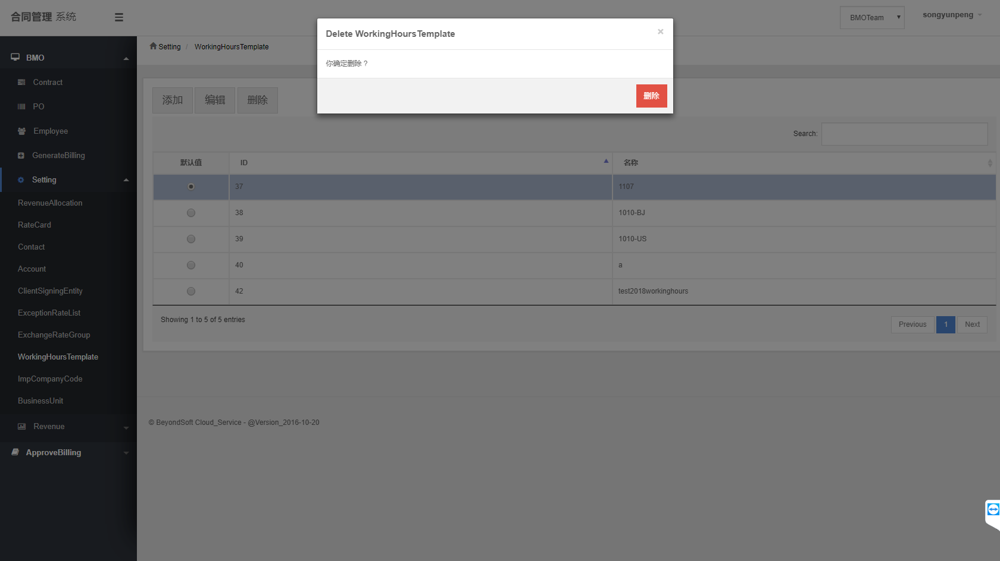 合同管理 系统
BMOTeam
songyunpeng
BMO
Contract
PO
Employee
GenerateBilling
Setting
RevenueAllocation
RateCard
Contact
Account
ClientSigningEntity
ExceptionRateList
ExchangeRateGroup
WorkingHoursTemplate
ImpCompanyCode
BusinessUnit
Revenue
ApproveBilling
Setting / WorkingHoursTemplate
Delete WorkingHoursTemplate ×
你确定删除？
删除
添加 编辑 删除
Search:
默认值 ID 名称
37 1107
38 1010-BJ
39 1010-US
40 a
42 test2018workinghours
Showing 1 to 5 of 5 entries
Previous 1 Next
© BeyondSoft Cloud_Service - @Version_2016-10-20